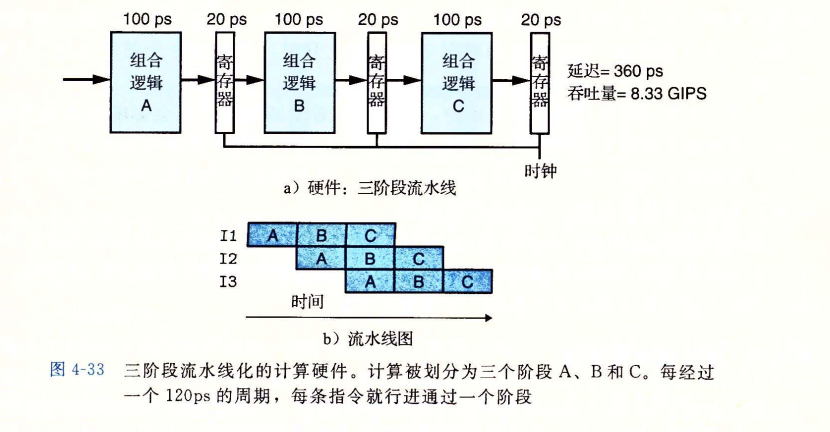 100 ps 20 ps 100 ps 20 ps 100 ps 20 ps
组合逻辑 A
寄存器
组合逻辑 B
寄存器
组合逻辑 C
寄存器
延迟= 360 ps
吞吐量= 8.33 GIPS
时钟
a）硬件：三阶段流水线
I1 A B C
I2 A B C
I3 A B C
时间
b）流水线图
图 4-33 三阶段流水线化的计算硬件。计算被划分为三个阶段 A、B 和 C。每经过
一个 120ps 的周期，每条指令就行进通过一个阶段